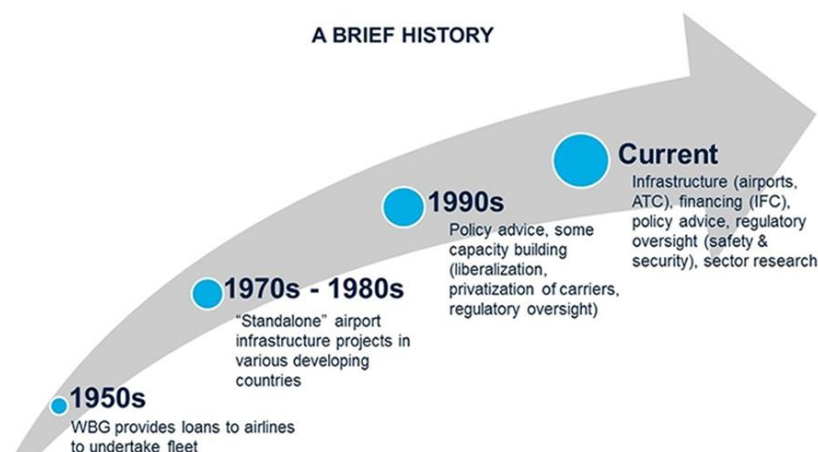 A BRIEF HISTORY
Current
Infrastructure (airports,
ATC), financing (IFC),
policy advice, regulatory
oversight (safety &
security), sector research
1990s
Policy advice, some
capacity building
(liberalization,
privatization of carriers,
regulatory oversight)
1970s - 1980s
“Standalone” airport
infrastructure projects in
various developing
countries
1950s
WBG provides loans to airlines
to undertake fleet